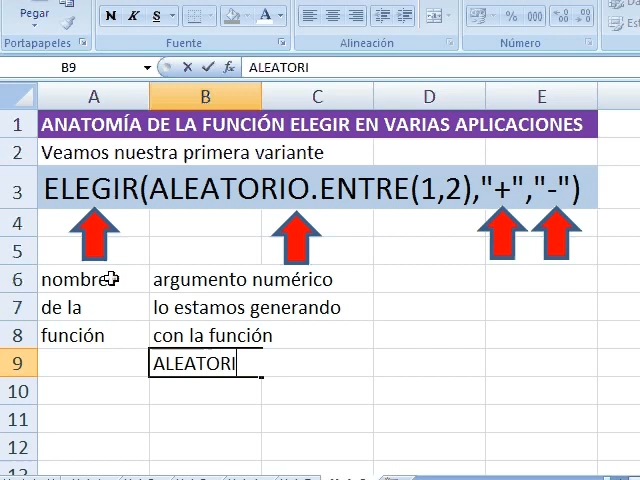 Pegar
N K S
A
%
000
Portapapeles
Fuente
Alineación
Número
B9
fx
ALEATORI
A B C D E
1 ANATOMÍA DE LA FUNCIÓN ELEGIR EN VARIAS APLICACIONES
2 Veamos nuestra primera variante
3 ELEGIR(ALEATORIO.ENTRE(1,2),"+","-")
4
5
6 nombre argumento numérico
7 de la lo estamos generando
8 función con la función
9 ALEATORI
10
11
12
13